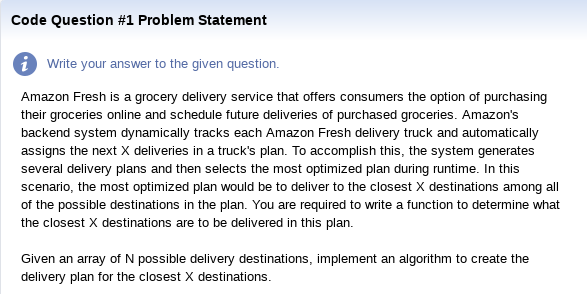 Code Question #1 Problem Statement
i Write your answer to the given question.
Amazon Fresh is a grocery delivery service that offers consumers the option of purchasing
their groceries online and schedule future deliveries of purchased groceries. Amazon's
backend system dynamically tracks each Amazon Fresh delivery truck and automatically
assigns the next X deliveries in a truck's plan. To accomplish this, the system generates
several delivery plans and then selects the most optimized plan during runtime. In this
scenario, the most optimized plan would be to deliver to the closest X destinations among all
of the possible destinations in the plan. You are required to write a function to determine what
the closest X destinations are to be delivered in this plan.
Given an array of N possible delivery destinations, implement an algorithm to create the
delivery plan for the closest X destinations.